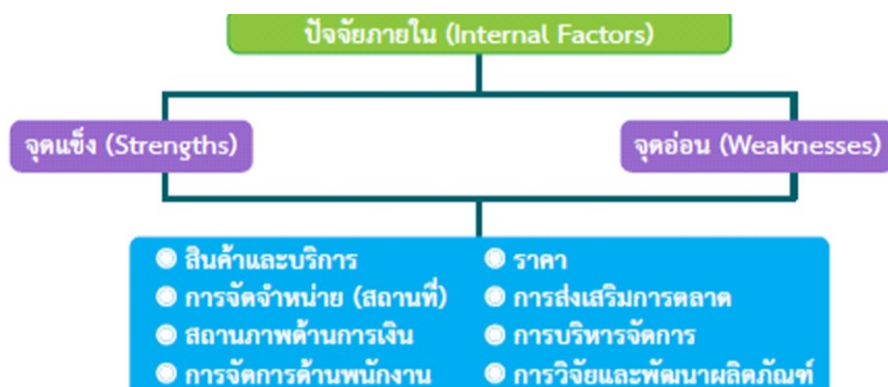 ปัจจัยภายใน (Internal Factors)
จุดแข็ง (Strengths)
จุดอ่อน (Weaknesses)
สินค้าและบริการ
ราคา
การจัดจำหน่าย (สถานที่)
การส่งเสริมการตลาด
สถานภาพด้านการเงิน
การบริหารจัดการ
การจัดการด้านพนักงาน
การวิจัยและพัฒนาผลิตภัณฑ์